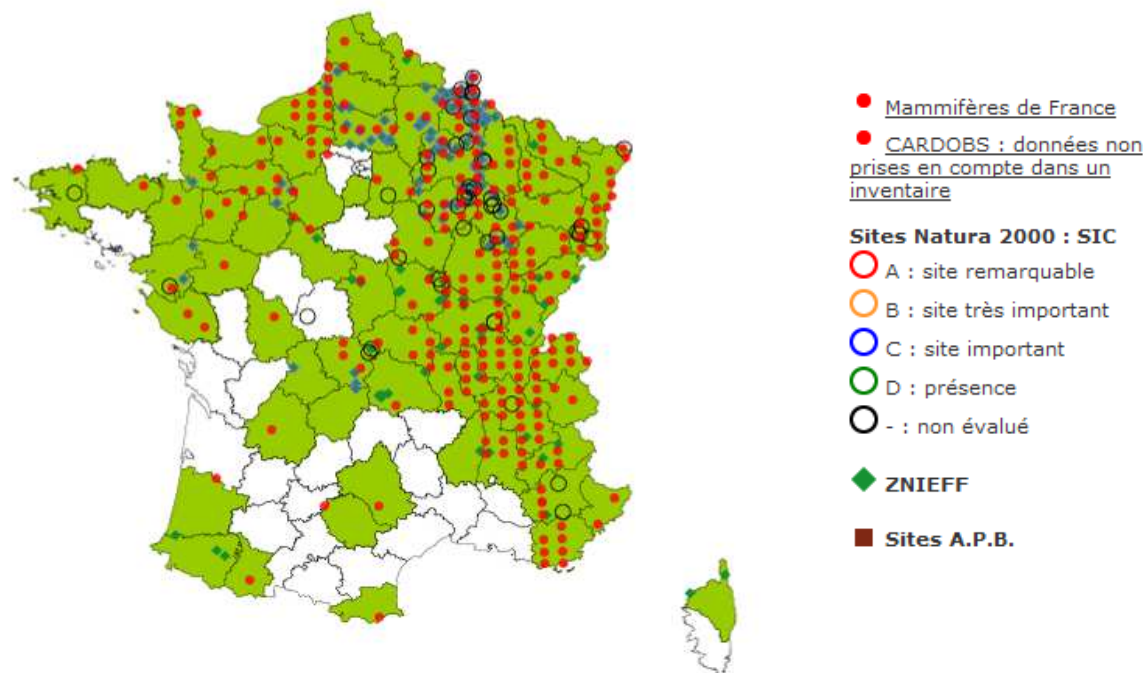 Mammifères de France
CARDOBS : données non
prises en compte dans un
inventaire
Sites Natura 2000 : SIC
A : site remarquable
B : site très important
C : site important
D : présence
- : non évalué
ZNIEFF
Sites A.P.B.